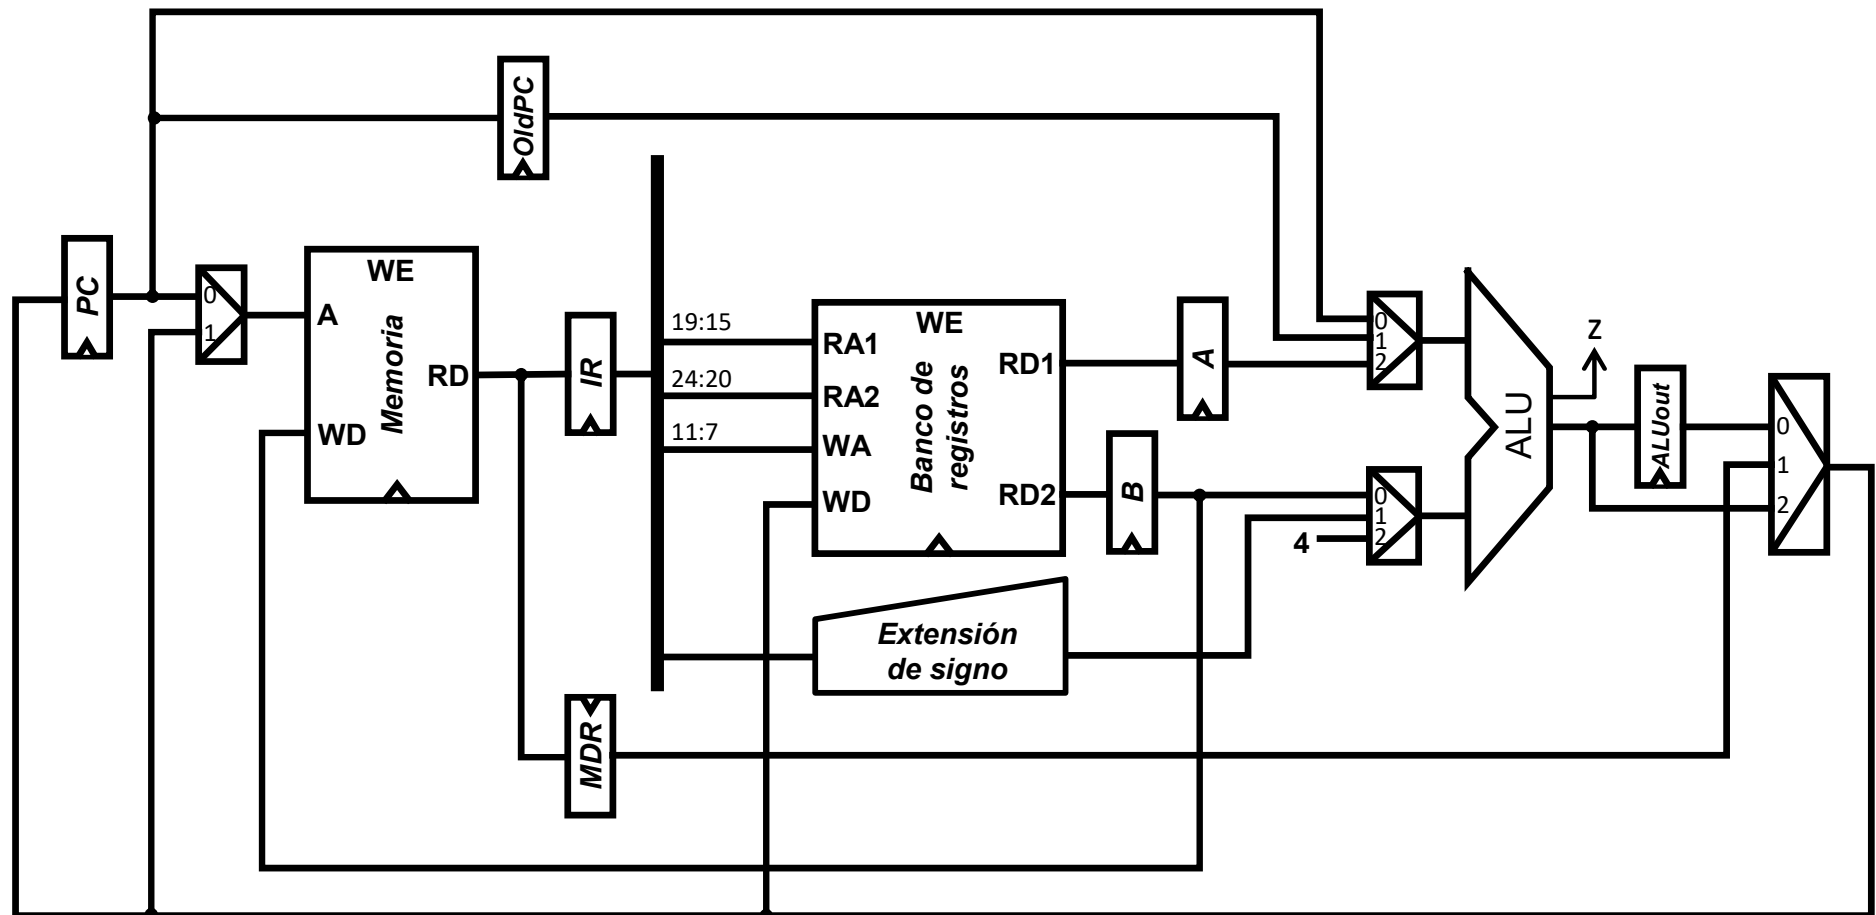 OldPC
PC
0
1
WE
A
Memoria
RD
WD
IR
19:15
24:20
11:7
WE
RA1
RA2
WA
WD
Banco de
registros
RD1
RD2
A
B
0
1
2
0
1
2
4
ALU
Z
ALUout
0
1
2
Extensión
de signo
MDR